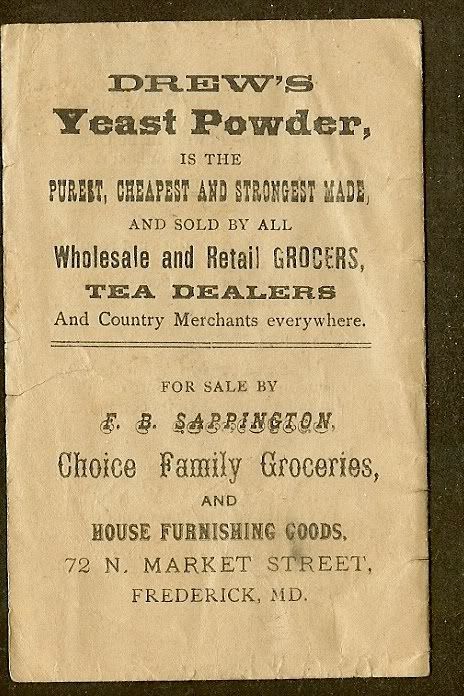 DREW'S
Yeast Powder,
IS THE
PUREST, CHEAPEST AND STRONGEST MADE,
AND SOLD BY ALL
Wholesale and Retail GROCERS,
TEA DEALERS
And Country Merchants everywhere.
FOR SALE BY
F. B. SAPPINGTON,
Choice Family Groceries,
AND
HOUSE FURNISHING GOODS,
72 N. MARKET STREET,
FREDERICK, MD.